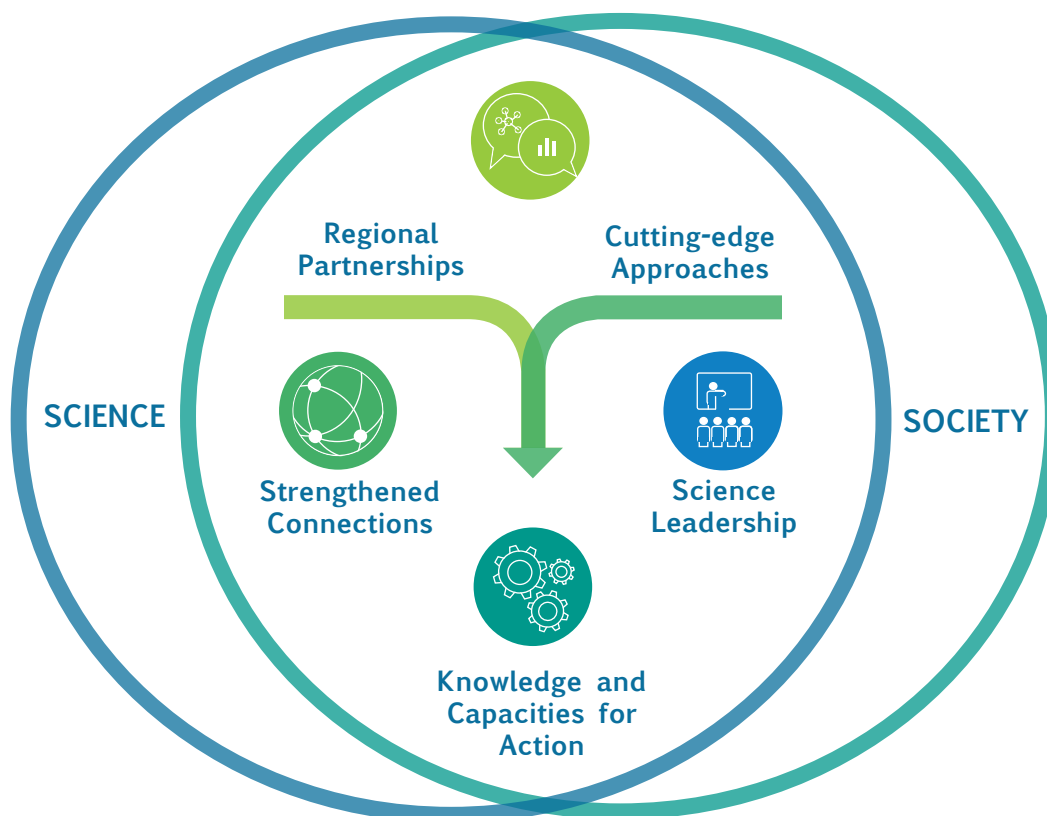 Regional
Partnerships
Cutting-edge
Approaches
SCIENCE
SOCIETY
Strengthened
Connections
Science
Leadership
Knowledge and
Capacities for
Action